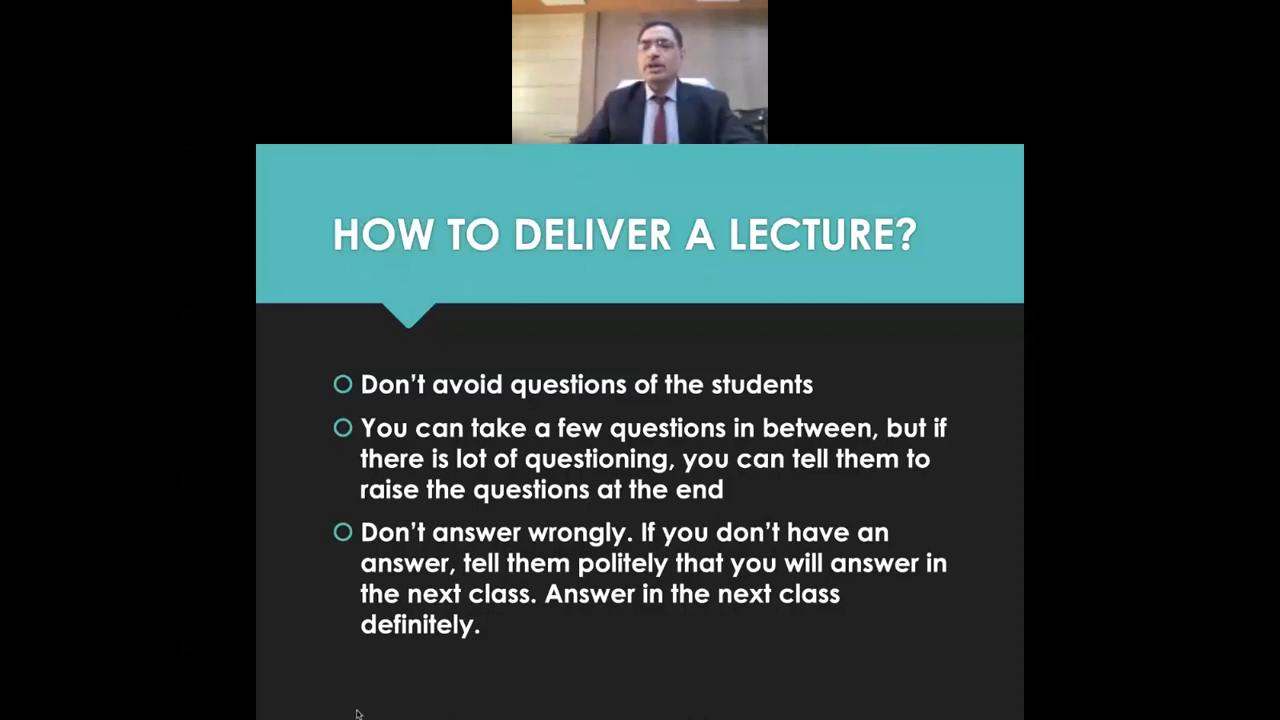 HOW TO DELIVER A LECTURE?
Don't avoid questions of the students
You can take a few questions in between, but if
there is lot of questioning, you can tell them to
raise the questions at the end
Don't answer wrongly. If you don't have an
answer, tell them politely that you will answer in
the next class. Answer in the next class
definitely.